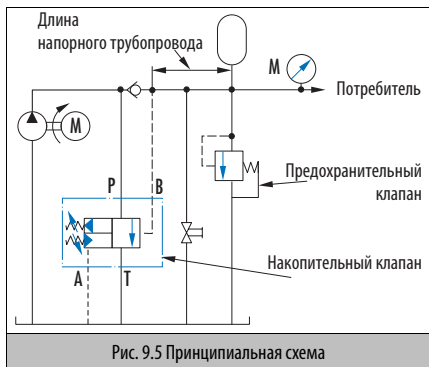 Длина
напорного трубопровода
М
Потребитель
М
Предохранительный
клапан
P
B
Накопительный клапан
A
T
Рис. 9.5 Принципиальная схема